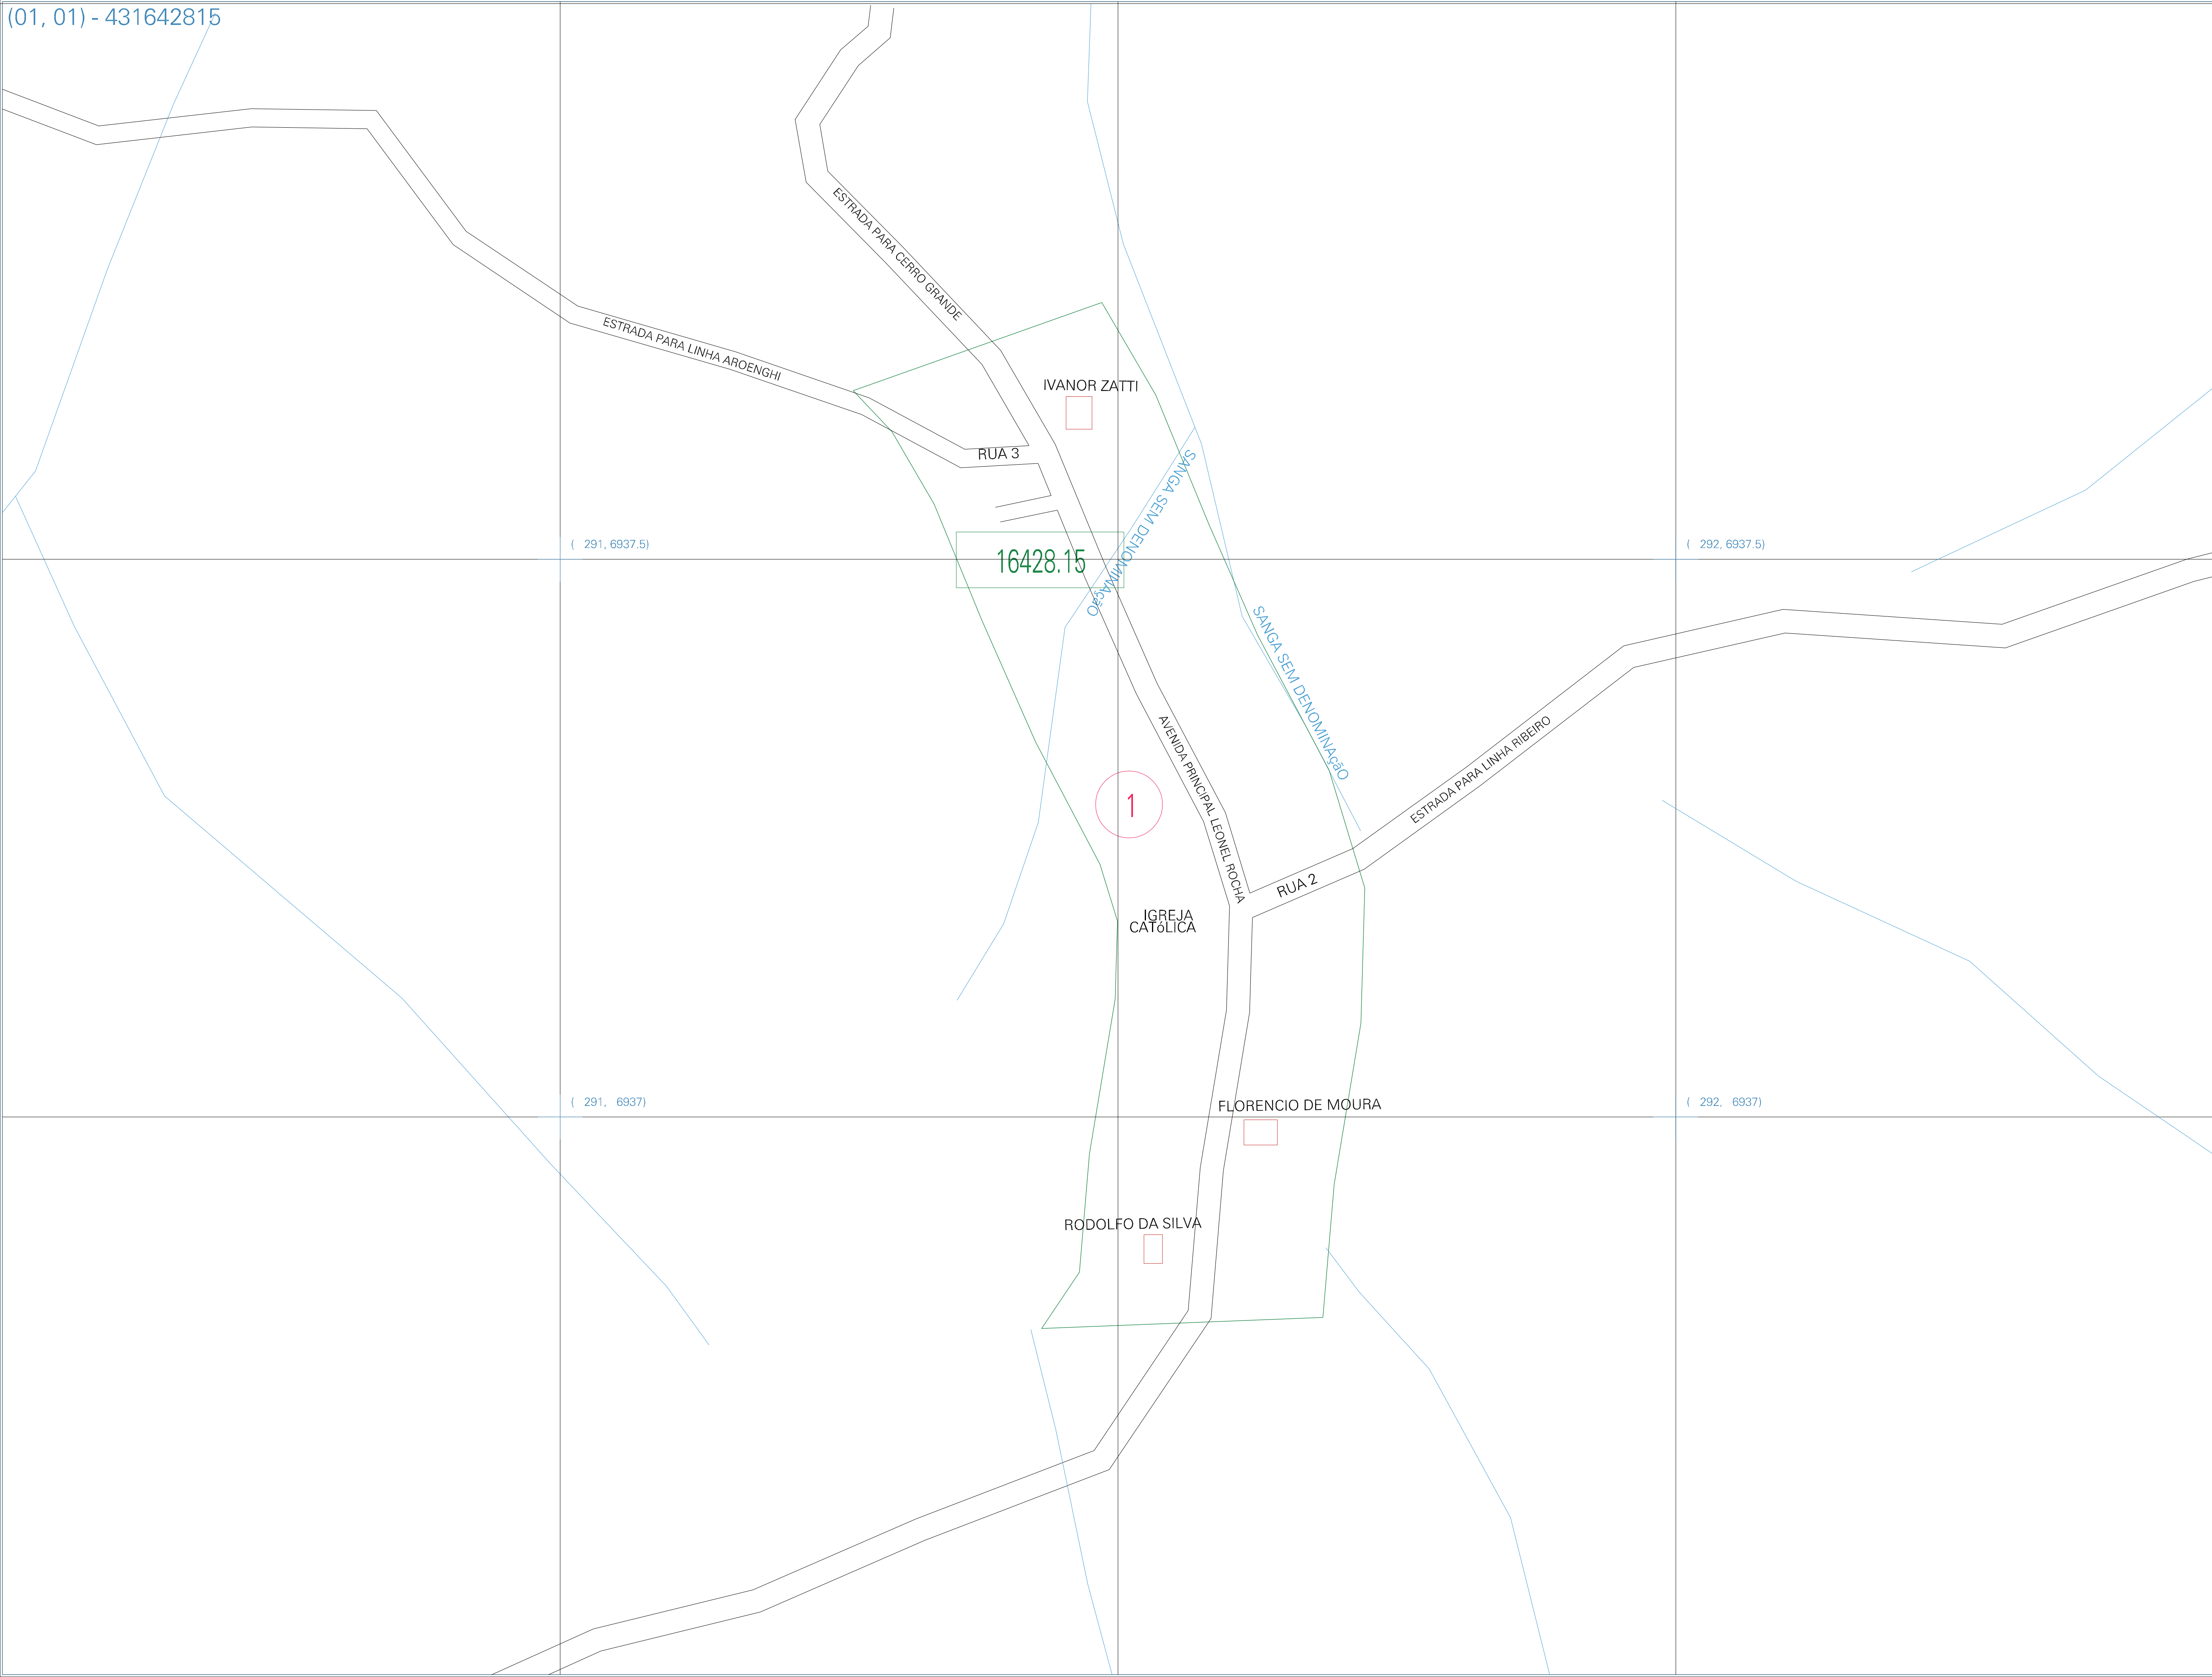 (01, 01) - 431642815
ESTRADA PARA CERRO GRANDE
ESTRADA PARA LINHA AROENGHI
IVANOR ZATTI
RUA 3
SANGA SEM DENOMINAçãO
( 291, 6937.5)
16428.15
( 292, 6937.5)
SANGA SEM DENOMINAçãO
AVENIDA PRINCIPAL LEONEL ROCHA
ESTRADA PARA LINHA RIBEIRO
1
RUA 2
IGREJA
CATóLICA
( 291, 6937)
FLORENCIO DE MOURA
( 292, 6937)
RODOLFO DA SILVA